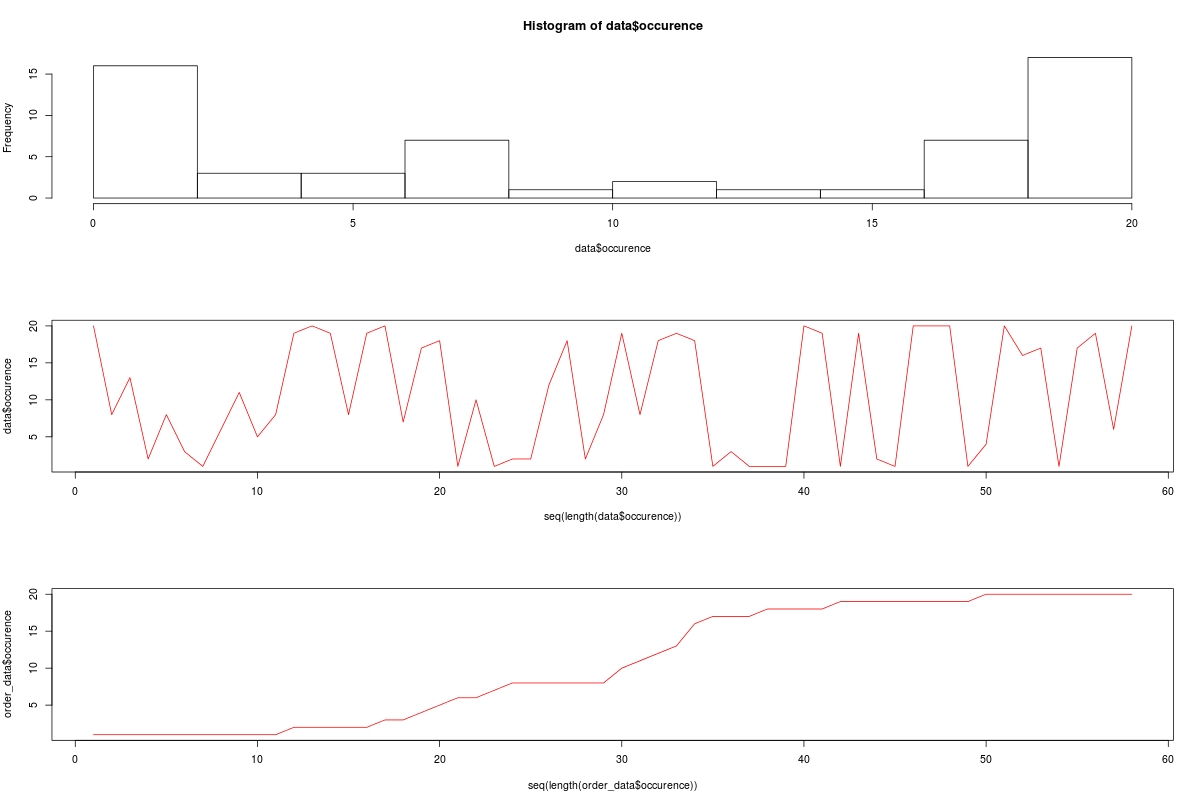 Histogram of data$occurence
Frequency
0 5 10 15
0 5 10 15 20
data$occurence
data$occurence
5 10 15 20
0 10 20 30 40 50 60
seq(length(data$occurence))
order_data$occurence
5 10 15 20
0 10 20 30 40 50 60
seq(length(order_data$occurence))